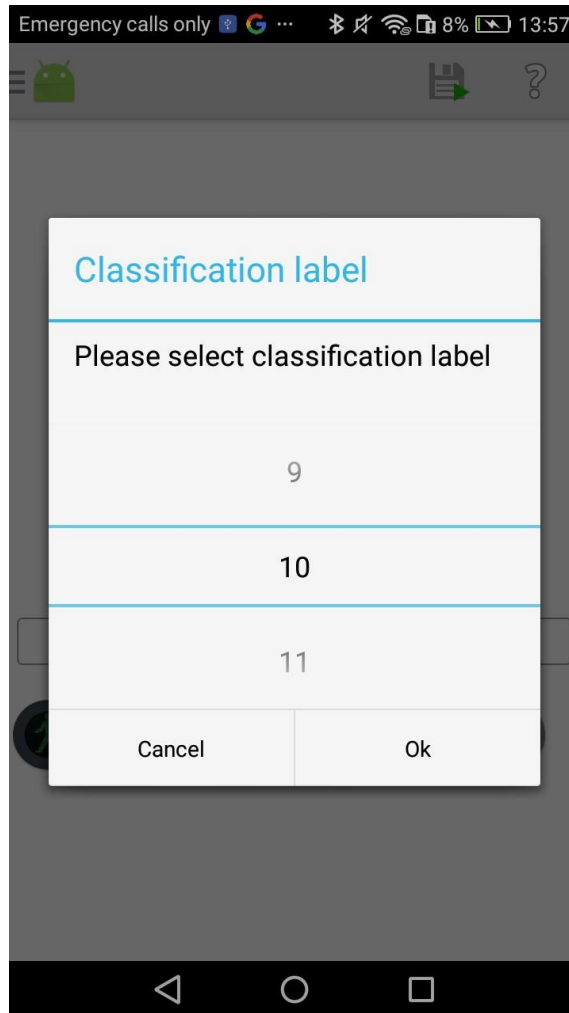 Emergency calls only 8% 13:57
Classification label
Please select classification label
9
10
11
Cancel Ok